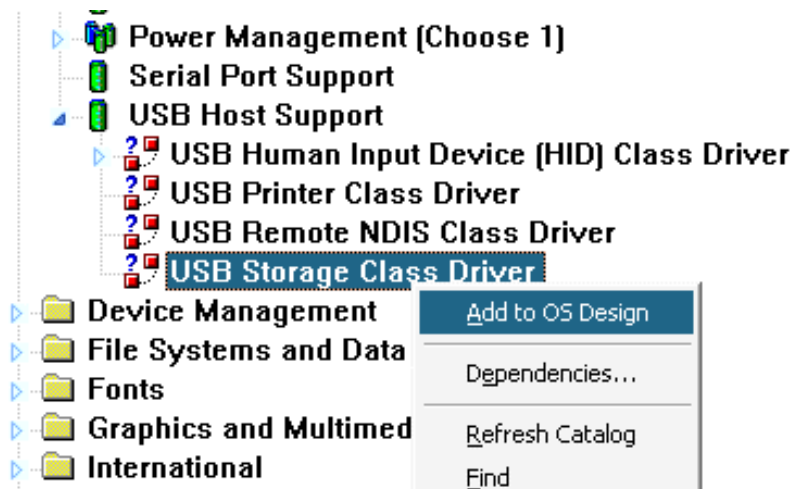 Power Management (Choose 1)
Serial Port Support
USB Host Support
USB Human Input Device (HID) Class Driver
USB Printer Class Driver
USB Remote NDIS Class Driver
USB Storage Class Driver
Device Management
Add to OS Design
File Systems and Data
Dependencies...
Fonts
Graphics and Multimed
Refresh Catalog
International
Find